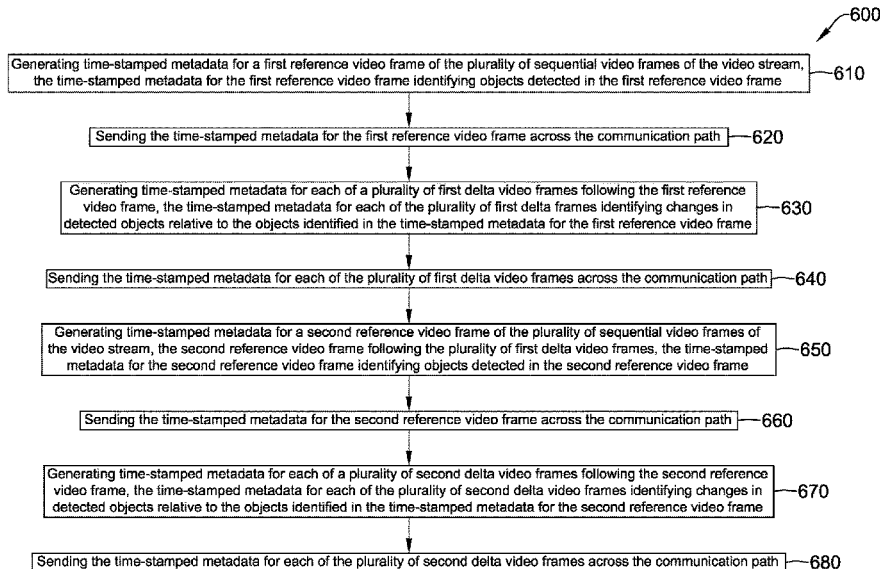 600
Generating time-stamped metadata for a first reference video frame of the plurality of sequential video frames of the video stream,
the time-stamped metadata for the first reference video frame identifying objects detected in the first reference video frame
610
Sending the time-stamped metadata for the first reference video frame across the communication path
620
Generating time-stamped metadata for each of a plurality of first delta video frames following the first reference
video frame, the time-stamped metadata for each of the plurality of first delta frames identifying changes in
detected objects relative to the objects identified in the time-stamped metadata for the first reference video frame
630
Sending the time-stamped metadata for each of the plurality of first delta video frames across the communication path
640
Generating time-stamped metadata for a second reference video frame of the plurality of sequential video frames of
the video stream, the second reference video frame following the plurality of first delta video frames, the time-stamped
metadata for the second reference video frame identifying objects detected in the second reference video frame
650
Sending the time-stamped metadata for the second reference video frame across the communication path
660
Generating time-stamped metadata for each of a plurality of second delta video frames following the second reference
video frame, the time-stamped metadata for each of the plurality of second delta video frames identifying changes in
detected objects relative to the objects identified in the time-stamped metadata for the second reference video frame
670
Sending the time-stamped metadata for each of the plurality of second delta video frames across the communication path
680